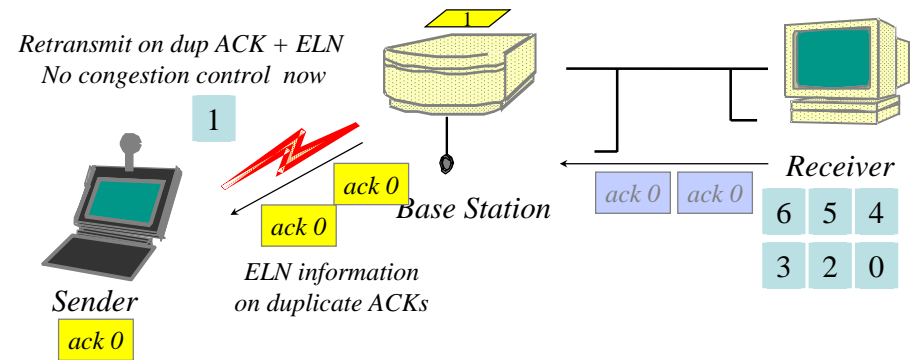 1
Retransmit on dup ACK + ELN
No congestion control now
1
ack 0
ack 0
Base Station
ack 0 ack 0
Receiver
6 5 4
3 2 0
ELN information
on duplicate ACKs
Sender
ack 0